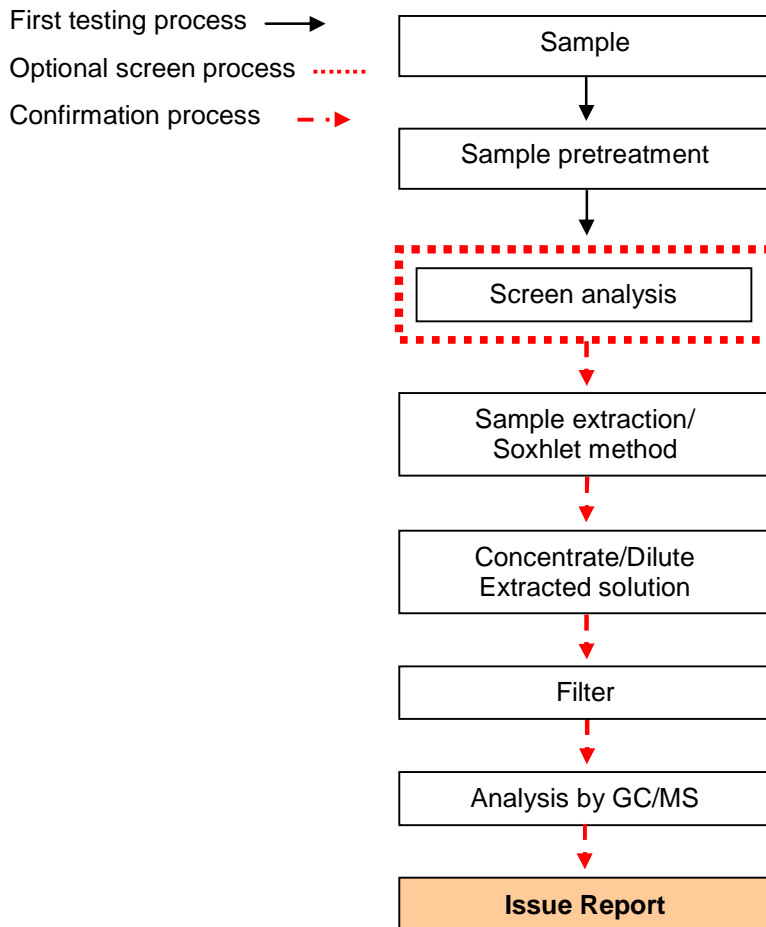 First testing process
Optional screen process
Confirmation process
Sample
Sample pretreatment
Screen analysis
Sample extraction/
Soxhlet method
Concentrate/Dilute
Extracted solution
Filter
Analysis by GC/MS
Issue Report